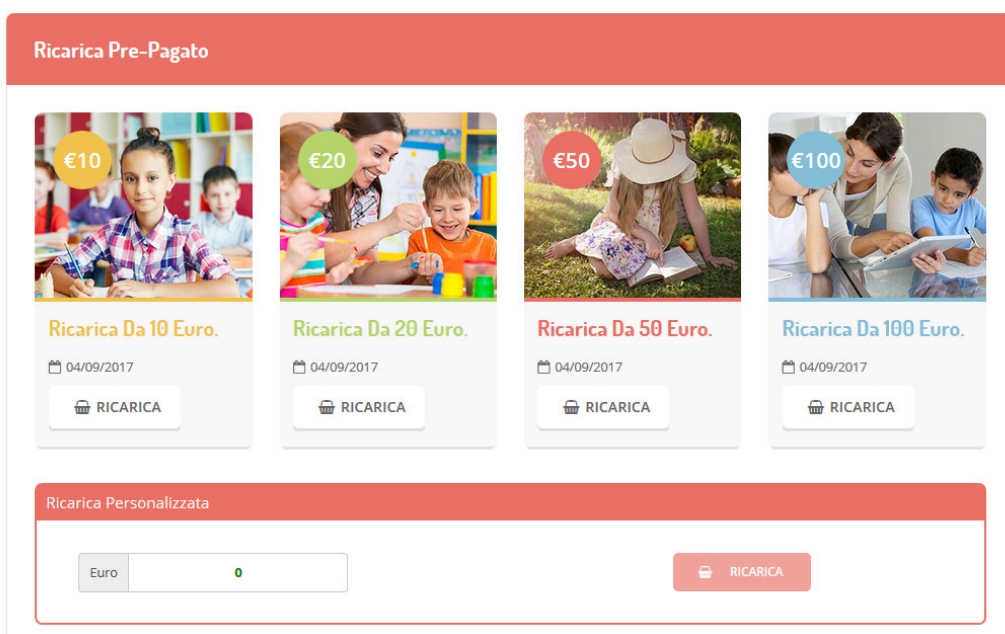 Ricarica Pre-Pagato
€10
€20
€50
€100
Ricarica Da 10 Euro.
Ricarica Da 20 Euro.
Ricarica Da 50 Euro.
Ricarica Da 100 Euro.
04/09/2017
04/09/2017
04/09/2017
04/09/2017
RICARICA
RICARICA
RICARICA
RICARICA
Ricarica Personalizzata
Euro
0
RICARICA